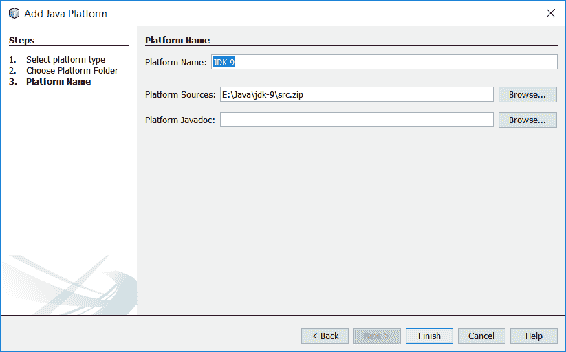 Add Java Platform
Steps
1. Select platform type
2. Choose Platform Folder
3. Platform Name
Platform Name
Platform Name: JDK 9
Platform Sources: E:\Java\jdk-9\src.zip Browse...
Platform Javadoc: Browse...
< Back Next > Finish Cancel Help